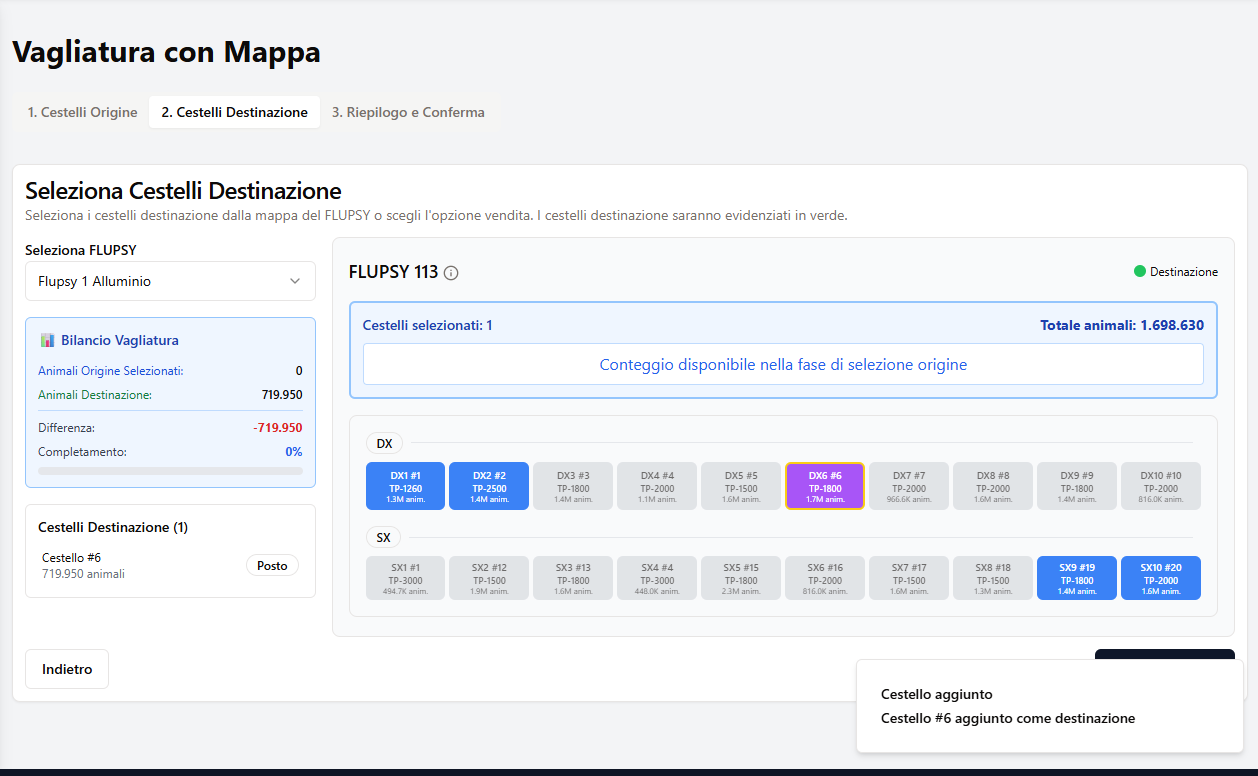 Vagliatura con Mappa
1. Cestelli Origine
2. Cestelli Destinazione
3. Riepilogo e Conferma
Seleziona Cestelli Destinazione
Seleziona i cestelli destinazione dalla mappa del FLUPSY o scegli l'opzione vendita. I cestelli destinazione saranno evidenziati in verde.
Seleziona FLUPSY
Flupsy 1 Alluminio
Bilancio Vagliatura
Animali Origine Selezionati: 0
Animali Destinazione: 719.950
Differenza: -719.950
Completamento: 0%
Cestelli Destinazione (1)
Cestello #6
719.950 animali
Posto
FLUPSY 113
Destinazione
Cestelli selezionati: 1
Totale animali: 1.698.630
Conteggio disponibile nella fase di selezione origine
DX
DX1 #1
TP-1260
1.3M anim.
DX2 #2
TP-2500
1.4M anim.
DX3 #3
TP-1800
1.4M anim.
DX4 #4
TP-2000
1.1M anim.
DX5 #5
TP-1500
1.6M anim.
DX6 #6
TP-1800
1.7M anim.
DX7 #7
TP-2000
966.6K anim.
DX8 #8
TP-2000
1.6M anim.
DX9 #9
TP-1800
1.4M anim.
DX10 #10
TP-2000
816.0K anim.
SX
SX1 #1
TP-3000
494.7K anim.
SX2 #12
TP-1500
1.9M anim.
SX3 #13
TP-1800
1.6M anim.
SX4 #4
TP-3000
448.0K anim.
SX5 #15
TP-1800
2.3M anim.
SX6 #16
TP-2000
816.0K anim.
SX7 #17
TP-1500
1.6M anim.
SX8 #18
TP-1500
1.3M anim.
SX9 #19
TP-1800
1.4M anim.
SX10 #20
TP-2000
1.6M anim.
Indietro
Cestello aggiunto
Cestello #6 aggiunto come destinazione